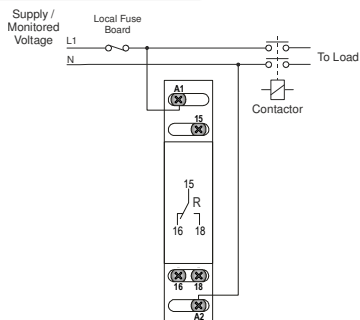 Supply /
Monitored
Voltage
Local Fuse
Board
L1
N
To Load
Contactor
A1
15
15
R
16 18
16 18
A2